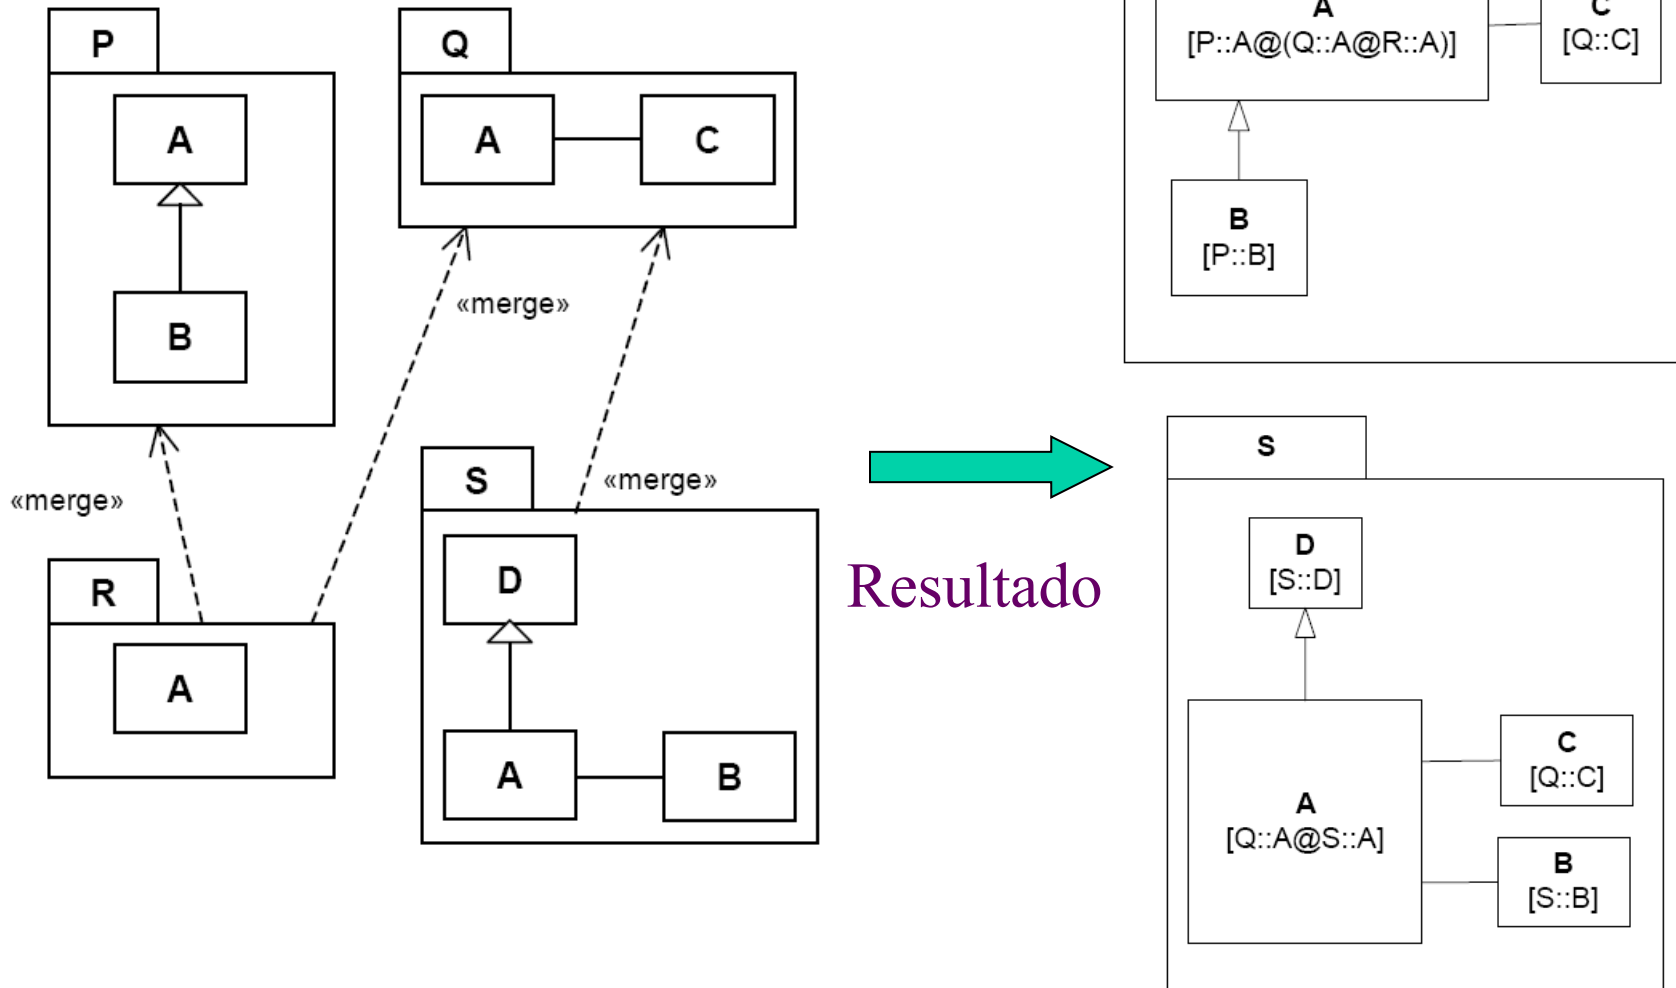 P
A
B
Q
A
C
«merge»
«merge»
«merge»
R
A
S
D
A
B
Resultado
A
[P::A@(Q::A@R::A)]
C
[Q::C]
B
[P::B]
S
D
[S::D]
A
[Q::A@S::A]
C
[Q::C]
B
[S::B]